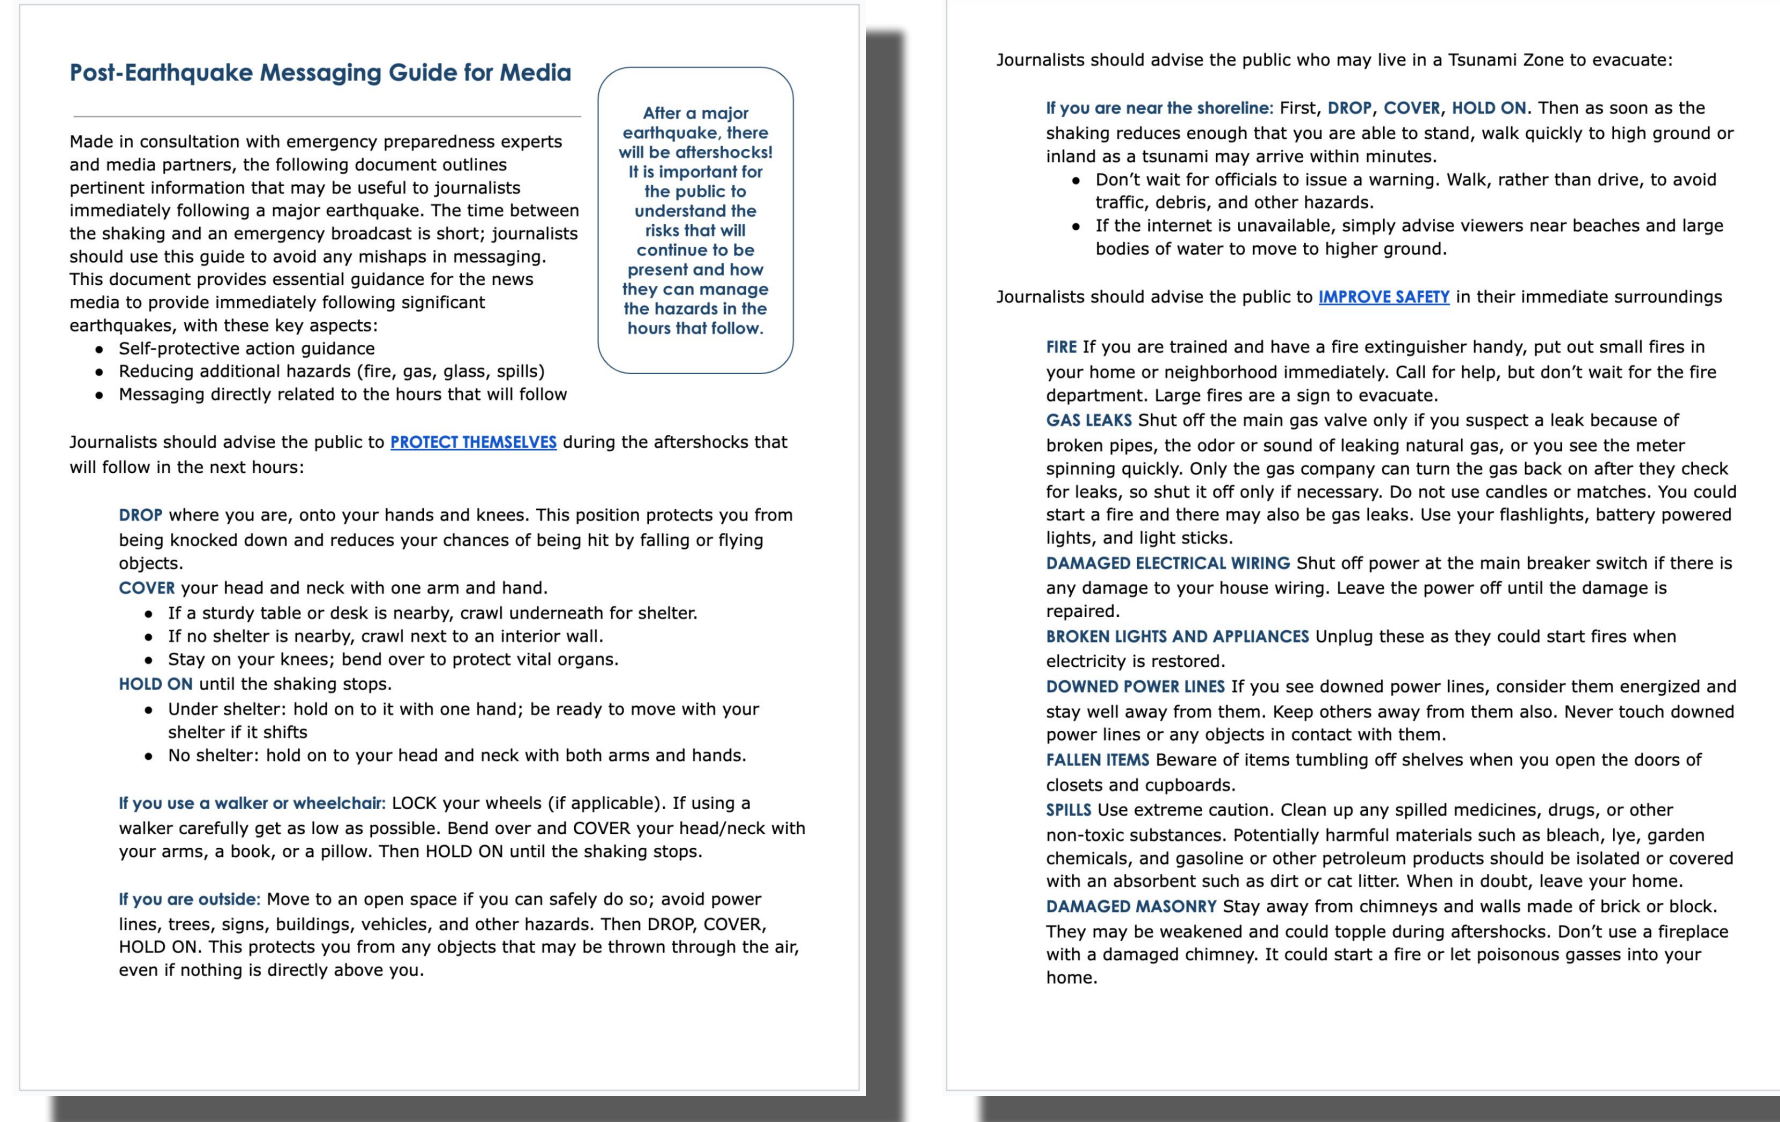 Post-Earthquake Messaging Guide for Media
Made in consultation with emergency preparedness experts
and media partners, the following document outlines
pertinent information that may be useful to journalists
immediately following a major earthquake. The time between
the shaking and an emergency broadcast is short; journalists
should use this guide to avoid any mishaps in messaging.
This document provides essential guidance for the news
media to provide immediately following significant
earthquakes, with these key aspects:
● Self-protective action guidance
● Reducing additional hazards (fire, gas, glass, spills)
● Messaging directly related to the hours that will follow
After a major
earthquake, there
will be aftershocks!
It is important for
the public to
understand the
risks that will
continue to be
present and how
they can manage
the hazards in the
hours that follow.
Journalists should advise the public to PROTECT THEMSELVES during the aftershocks that
will follow in the next hours:
DROP where you are, onto your hands and knees. This position protects you from
being knocked down and reduces your chances of being hit by falling or flying
objects.
COVER your head and neck with one arm and hand.
● If a sturdy table or desk is nearby, crawl underneath for shelter.
● If no shelter is nearby, crawl next to an interior wall.
● Stay on your knees; bend over to protect vital organs.
HOLD ON until the shaking stops.
● Under shelter: hold on to it with one hand; be ready to move with your
shelter if it shifts
● No shelter: hold on to your head and neck with both arms and hands.
If you use a walker or wheelchair: LOCK your wheels (if applicable). If using a
walker carefully get as low as possible. Bend over and COVER your head/neck with
your arms, a book, or a pillow. Then HOLD ON until the shaking stops.
If you are outside: Move to an open space if you can safely do so; avoid power
lines, trees, signs, buildings, vehicles, and other hazards. Then DROP, COVER,
HOLD ON. This protects you from any objects that may be thrown through the air,
even if nothing is directly above you.
Journalists should advise the public who may live in a Tsunami Zone to evacuate:
If you are near the shoreline: First, DROP, COVER, HOLD ON. Then as soon as the
shaking reduces enough that you are able to stand, walk quickly to high ground or
inland as a tsunami may arrive within minutes.
● Don’t wait for officials to issue a warning. Walk, rather than drive, to avoid
traffic, debris, and other hazards.
● If the internet is unavailable, simply advise viewers near beaches and large
bodies of water to move to higher ground.
Journalists should advise the public to IMPROVE SAFETY in their immediate surroundings
FIRE If you are trained and have a fire extinguisher handy, put out small fires in
your home or neighborhood immediately. Call for help, but don’t wait for the fire
department. Large fires are a sign to evacuate.
GAS LEAKS Shut off the main gas valve only if you suspect a leak because of
broken pipes, the odor or sound of leaking natural gas, or you see the meter
spinning quickly. Only the gas company can turn the gas back on after they check
for leaks, so shut it off only if necessary. Do not use candles or matches. You could
start a fire and there may also be gas leaks. Use your flashlights, battery powered
lights, and light sticks.
DAMAGED ELECTRICAL WIRING Shut off power at the main breaker switch if there is
any damage to your house wiring. Leave the power off until the damage is
repaired.
BROKEN LIGHTS AND APPLIANCES Unplug these as they could start fires when
electricity is restored.
DOWNED POWER LINES If you see downed power lines, consider them energized and
stay well away from them. Keep others away from them also. Never touch downed
power lines or any objects in contact with them.
FALLEN ITEMS Beware of items tumbling off shelves when you open the doors of
closets and cupboards.
SPILLS Use extreme caution. Clean up any spilled medicines, drugs, or other
non-toxic substances. Potentially harmful materials such as bleach, lye, garden
chemicals, and gasoline or other petroleum products should be isolated or covered
with an absorbent such as dirt or cat litter. When in doubt, leave your home.
DAMAGED MASONRY Stay away from chimneys and walls made of brick or block.
They may be weakened and could topple during aftershocks. Don’t use a fireplace
with a damaged chimney. It could start a fire or let poisonous gasses into your
home.